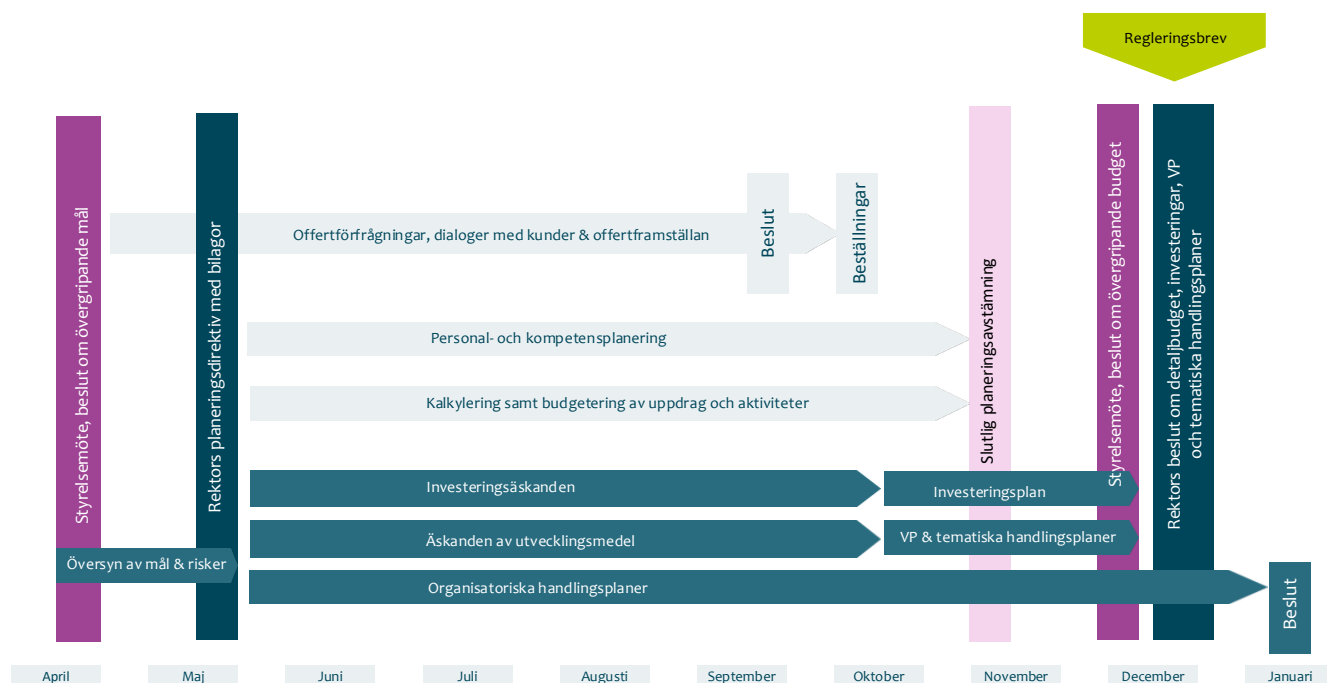 Regleringsbrev
Styrelsemöte, beslut om övergripande mål
Rektors planeringsdirektiv med bilagor
Offertförfrågningar, dialoger med kunder & offertframställan
Beslut
Beställningar
Personal- och kompetensplanering
Kalkylering samt budgetering av uppdrag och aktiviteter
Slutlig planeringsavstämning
Styrelsemöte, beslut om övergripande budget
Rektors beslut om detaljbudget, investeringar, VP
och tematiska handlingsplaner
Investeringsäskanden
Investeringsplan
Äskanden av utvecklingsmedel
VP & tematiska handlingsplaner
Översyn av mål & risker
Organisatoriska handlingsplaner
Beslut
April
Maj
Juni
Juli
Augusti
September
Oktober
November
December
Januari